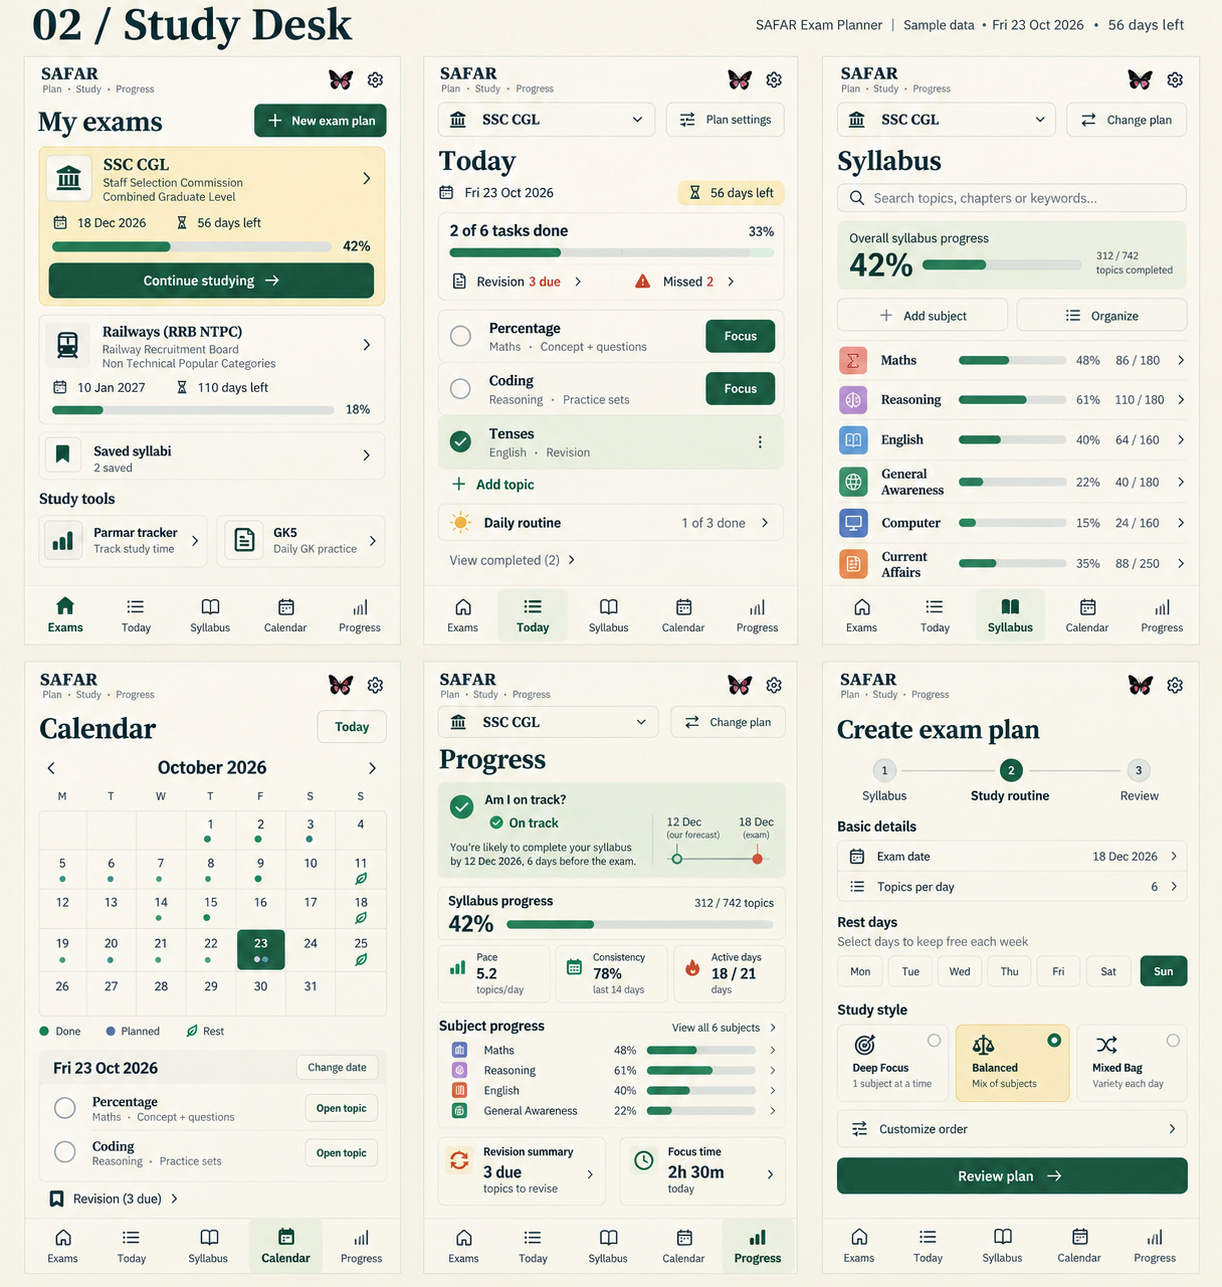 02 / Study Desk
SAFAR Exam Planner | Sample data • Fri 23 Oct 2026 • 56 days left
SAFAR
Plan • Study • Progress
My exams
+ New exam plan
SSC CGL
Staff Selection Commission
Combined Graduate Level
18 Dec 2026
56 days left
42%
Continue studying →
Railways (RRB NTPC)
Railway Recruitment Board
Non Technical Popular Categories
10 Jan 2027
110 days left
18%
Saved syllabi
2 saved
Study tools
Parmar tracker
Track study time
GK5
Daily GK practice
Exams
Today
Syllabus
Calendar
Progress
SAFAR
Plan • Study • Progress
SSC CGL
Plan settings
Today
Fri 23 Oct 2026
56 days left
2 of 6 tasks done
33%
Revision 3 due
Missed 2
Percentage
Maths • Concept + questions
Focus
Coding
Reasoning • Practice sets
Focus
Tenses
English • Revision
+ Add topic
Daily routine
1 of 3 done
View completed (2)
Exams
Today
Syllabus
Calendar
Progress
SAFAR
Plan • Study • Progress
SSC CGL
Change plan
Syllabus
Search topics, chapters or keywords...
Overall syllabus progress
42%
312 / 742
topics completed
+ Add subject
Organize
Maths 48% 86 / 180
Reasoning 61% 110 / 180
English 40% 64 / 160
General
Awareness 22% 40 / 180
Computer 15% 24 / 160
Current
Affairs 35% 88 / 250
Exams
Today
Syllabus
Calendar
Progress
SAFAR
Plan • Study • Progress
Calendar
Today
October 2026
M T W T F S S
1 2 3 4
5 6 7 8 9 10 11
12 13 14 15 16 17 18
19 20 21 22 23 24 25
26 27 28 29 30 31
Done
Planned
Rest
Fri 23 Oct 2026
Change date
Percentage
Maths • Concept + questions
Open topic
Coding
Reasoning • Practice sets
Open topic
Revision (3 due)
Exams
Today
Syllabus
Calendar
Progress
SAFAR
Plan • Study • Progress
SSC CGL
Change plan
Progress
Am I on track?
On track
You're likely to complete your syllabus
by 12 Dec 2026, 6 days before the exam.
12 Dec
(our forecast)
18 Dec
(exam)
Syllabus progress
312 / 742 topics
42%
Pace
5.2
topics/day
Consistency
78%
last 14 days
Active days
18 / 21
days
Subject progress
View all 6 subjects
Maths 48%
Reasoning 61%
English 40%
General Awareness 22%
Revision summary
3 due
topics to revise
Focus time
2h 30m
today
Exams
Today
Syllabus
Calendar
Progress
SAFAR
Plan • Study • Progress
Create exam plan
1
2
3
Syllabus
Study routine
Review
Basic details
Exam date
18 Dec 2026
Topics per day
6
Rest days
Select days to keep free each week
Mon
Tue
Wed
Thu
Fri
Sat
Sun
Study style
Deep Focus
1 subject at a time
Balanced
Mix of subjects
Mixed Bag
Variety each day
Customize order
Review plan →
Exams
Today
Syllabus
Calendar
Progress